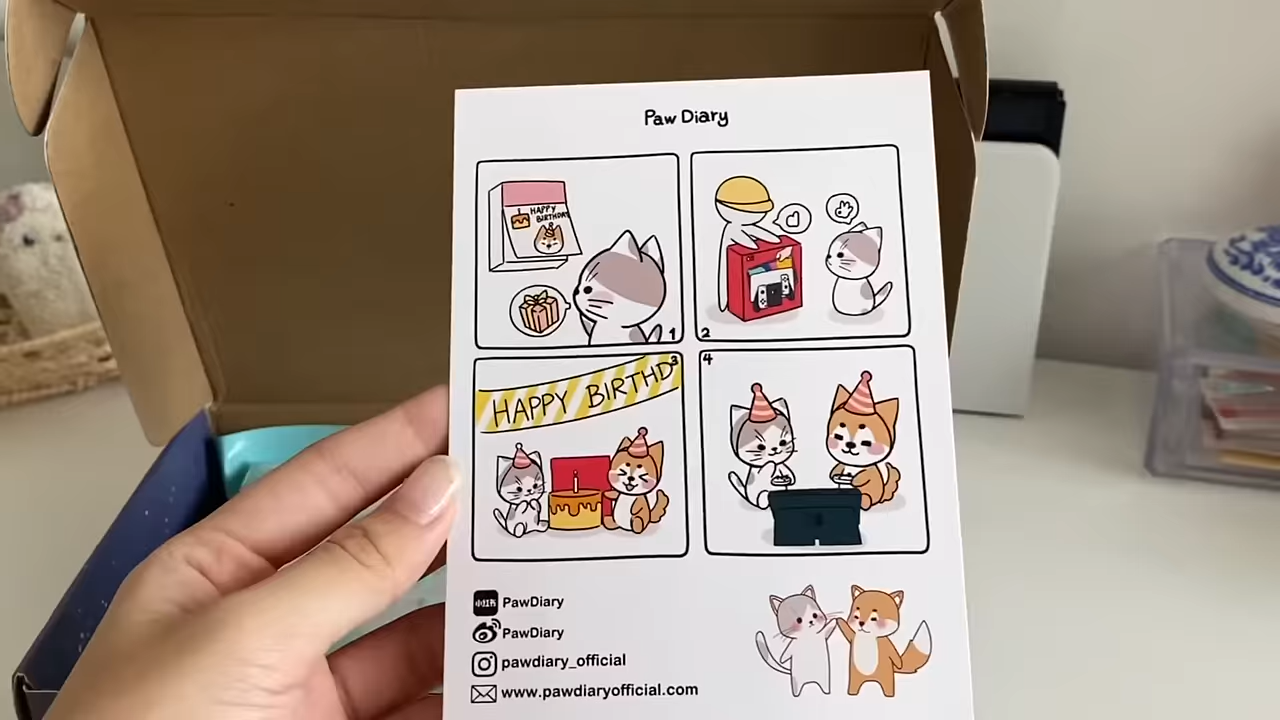 Paw Diary
HAPPY
BIRTHDAY
1
2
3
HAPPY BIRTHD
4
小红书 PawDiary
PawDiary
pawdiary_official
www.pawdiaryofficial.com